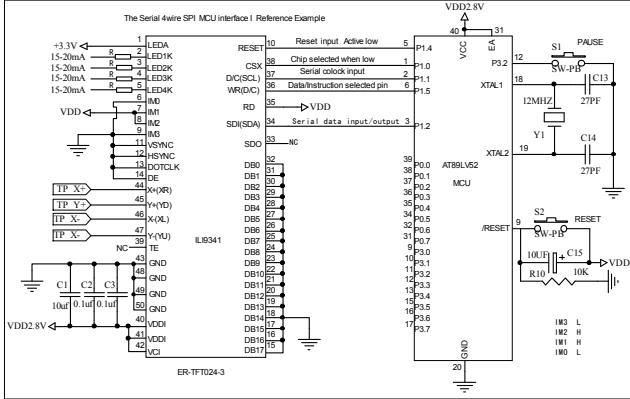 The Serial 4wire SPI MCU interface I Reference Example
VDD2.8V
+3.3V
15-20mA
15-20mA
15-20mA
15-20mA
R
R
R
R
1 LEDA
2 LED1K
3 LED2K
4 LED3K
5 LED4K
6 IM0
7 IM1
8 IM2
9 IM3
11 VSYNC
12 HSYNC
13 DOTCLK
14 DE
44 X+(XR)
45 Y+(YD)
46 X-(XL)
47 Y-(YU)
39 TE
43 GND
48 GND
49 GND
50 GND
40 VDDI
41 VDDI
42 VCI
VDD
TP X+
TP Y+
TP X-
TP X-
NC
C1 C2 C3
10uf 0.1uf 0.1uf
VDD2.8V
ILI9341
ER-TFT024-3
RESET 10
CSX 38
D/C(SCL) 37
WR(D/C) 36
RD 35
SDI(SDA) 34
SDO 33
DB0 32
DB1 31
DB2 30
DB3 29
DB4 28
DB5 27
DB6 26
DB7 25
DB8 24
DB9 23
DB10 22
DB11 21
DB12 20
DB13 19
DB14 18
DB15 17
DB16 16
DB17 15
Reset input Active low
Chip selected when low
Serial colock input
Data/Instruction selected pin
VDD
Serial data input/output
NC
5 P1.4
1 P1.0
2 P1.1
6 P1.5
3 P1.2
39 P0.0
38 P0.1
37 P0.2
36 P0.3
35 P0.4
34 P0.5
32 P0.6
31 P0.7
9 P3.0
10 P3.1
11 P3.2
12 P3.3
13 P3.4
14 P3.5
15 P3.6
16 P3.6
17 P3.7
40 31
VCC EA
AT89LV52
MCU
GND
20
P3.2 12
XTAL1 18
XTAL2 19
/RESET 9
S1 PAUSE
SW-PB
C13
27PF
12MHZ
Y1
C14
27PF
S2
RESET
SW-PB
10UF + C15
VDD
R10 10K
IM3 L
IM2 H
IM1 H
IM0 L